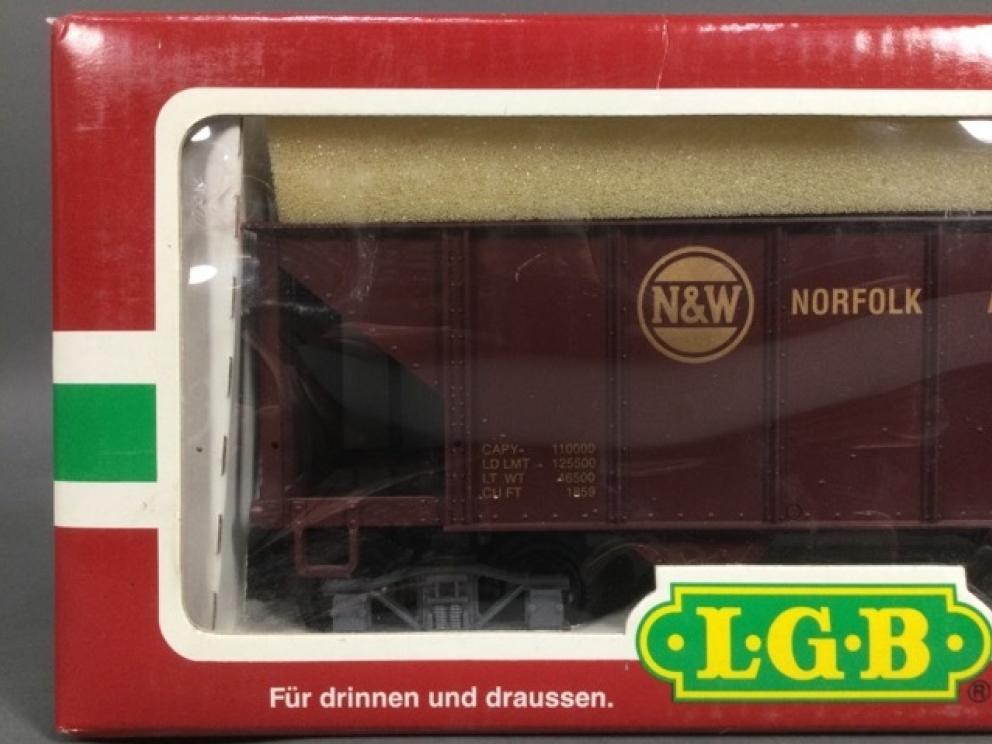 N&W
NORFOLK
CAPY- 110000
LD LMT - 125500
LT WT 46500
CU FT 1859
L·G·B
®
Für drinnen und draussen.